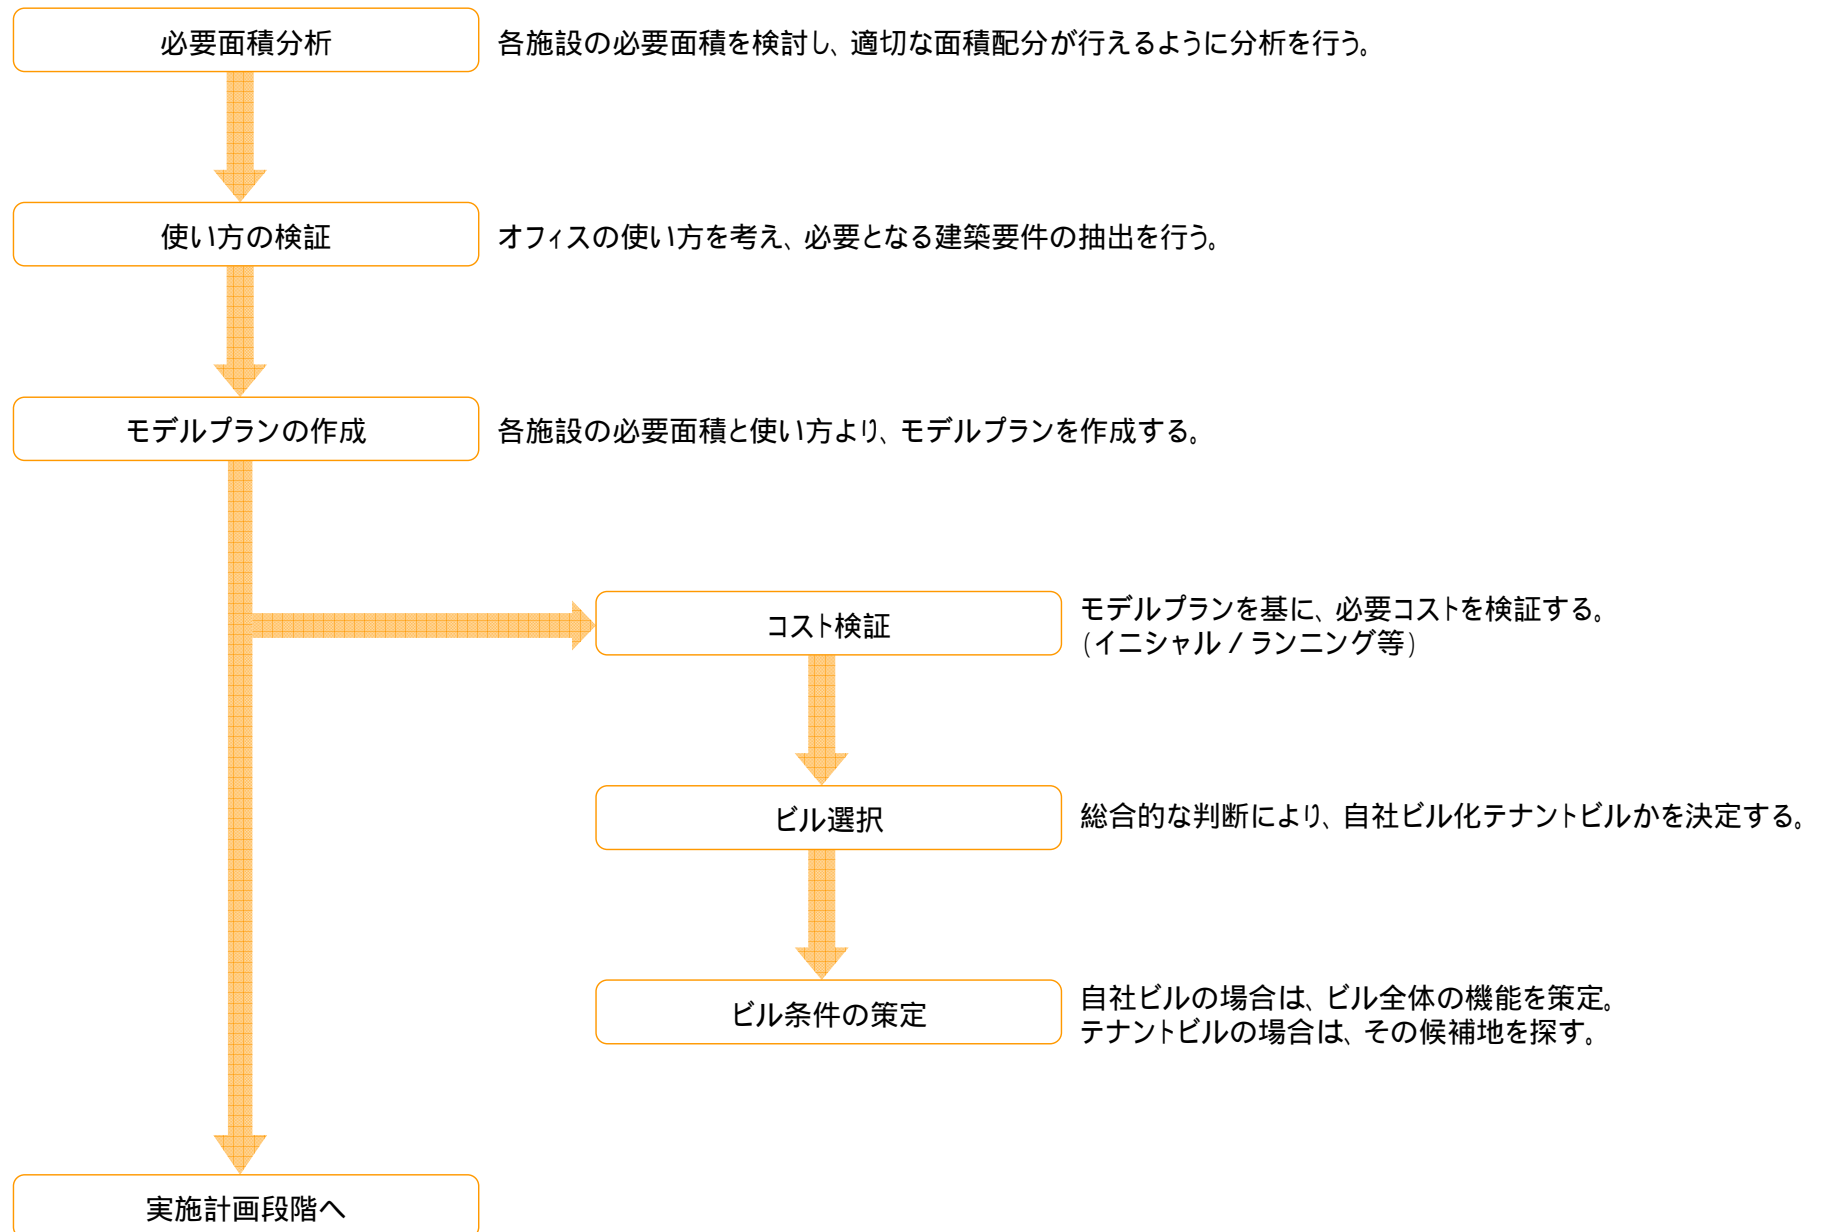 必要面積分析
各施設の必要面積を検討し、適切な面積配分が行えるように分析を行う。
使い方の検証
オフィスの使い方を考え、必要となる建築要件の抽出を行う。
モデルプランの作成
各施設の必要面積と使い方より、モデルプランを作成する。
コスト検証
モデルプランを基に、必要コストを検証する。
(イニシャル / ランニング等)
ビル選択
総合的な判断により、自社ビル化テナントビルかを決定する。
ビル条件の策定
自社ビルの場合は、ビル全体の機能を策定。
テナントビルの場合は、その候補地を探す。
実施計画段階へ